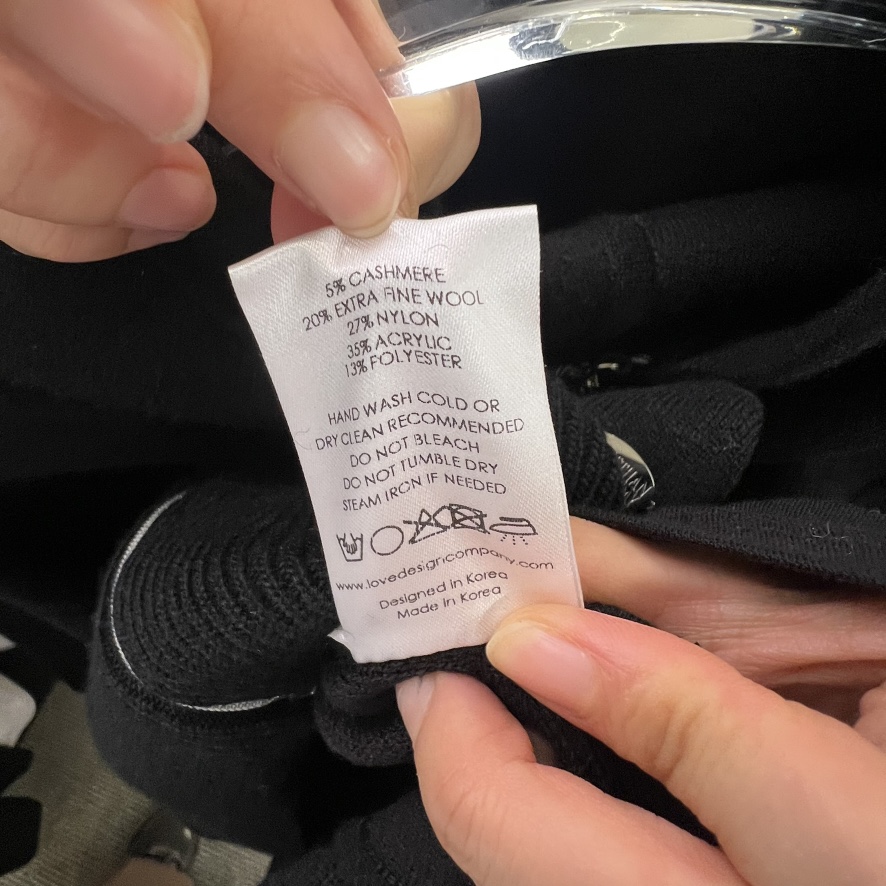 5% CASHMERE
20% EXTRA FINE WOOL
27% NYLON
35% ACRYLIC
13% POLYESTER
HAND WASH COLD OR
DRY CLEAN RECOMMENDED
DO NOT BLEACH
DO NOT TUMBLE DRY
STEAM IRON IF NEEDED
www.lovedesigncompany.com
Designed in Korea
Made in Korea